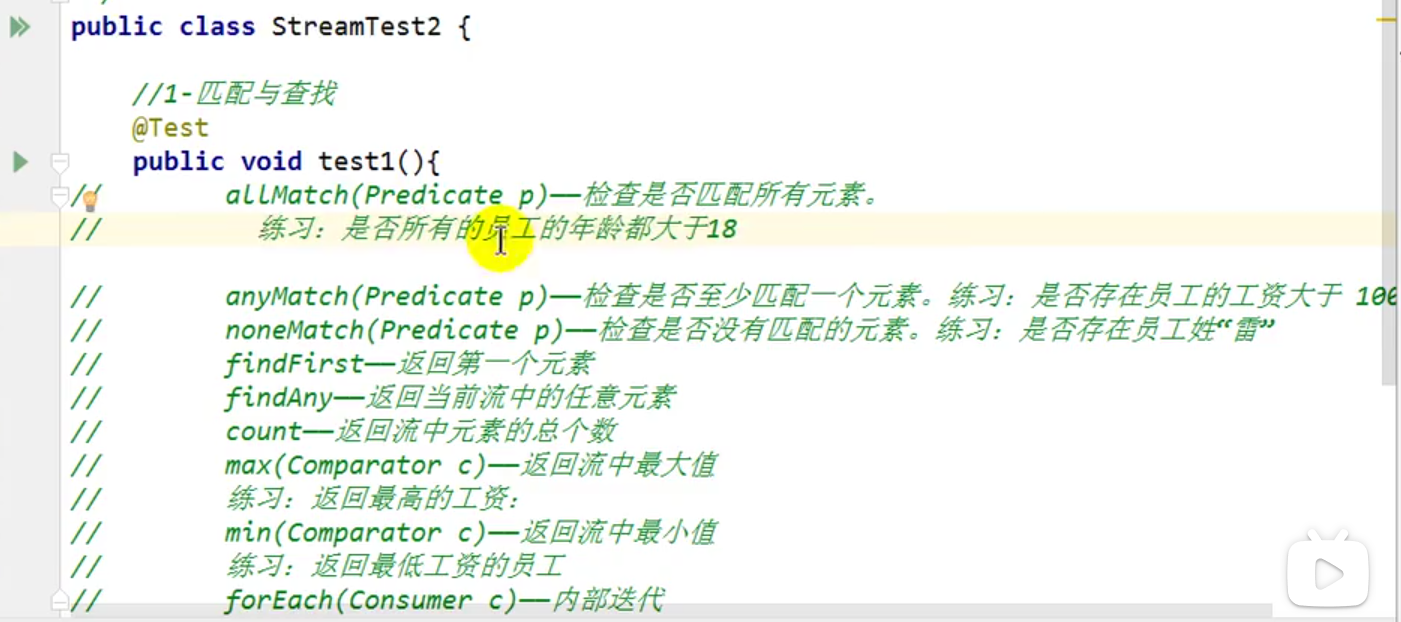 public class StreamTest2 {
//1-匹配与查找
@Test
public void test1(){
// allMatch(Predicate p)——检查是否匹配所有元素。
// 练习：是否所有的员工的年龄都大于18
// anyMatch(Predicate p)——检查是否至少匹配一个元素。练习：是否存在员工的工资大于
// noneMatch(Predicate p)——检查是否没有匹配的元素。练习：是否存在员工姓“雷”
// findFirst——返回第一个元素
// findAny——返回当前流中的任意元素
// count——返回流中元素的总个数
// max(Comparator c)——返回流中最大值
// 练习：返回最高的工资：
// min(Comparator c)——返回流中最小值
// 练习：返回最低工资的员工
// forEach(Consumer c)——内部迭代